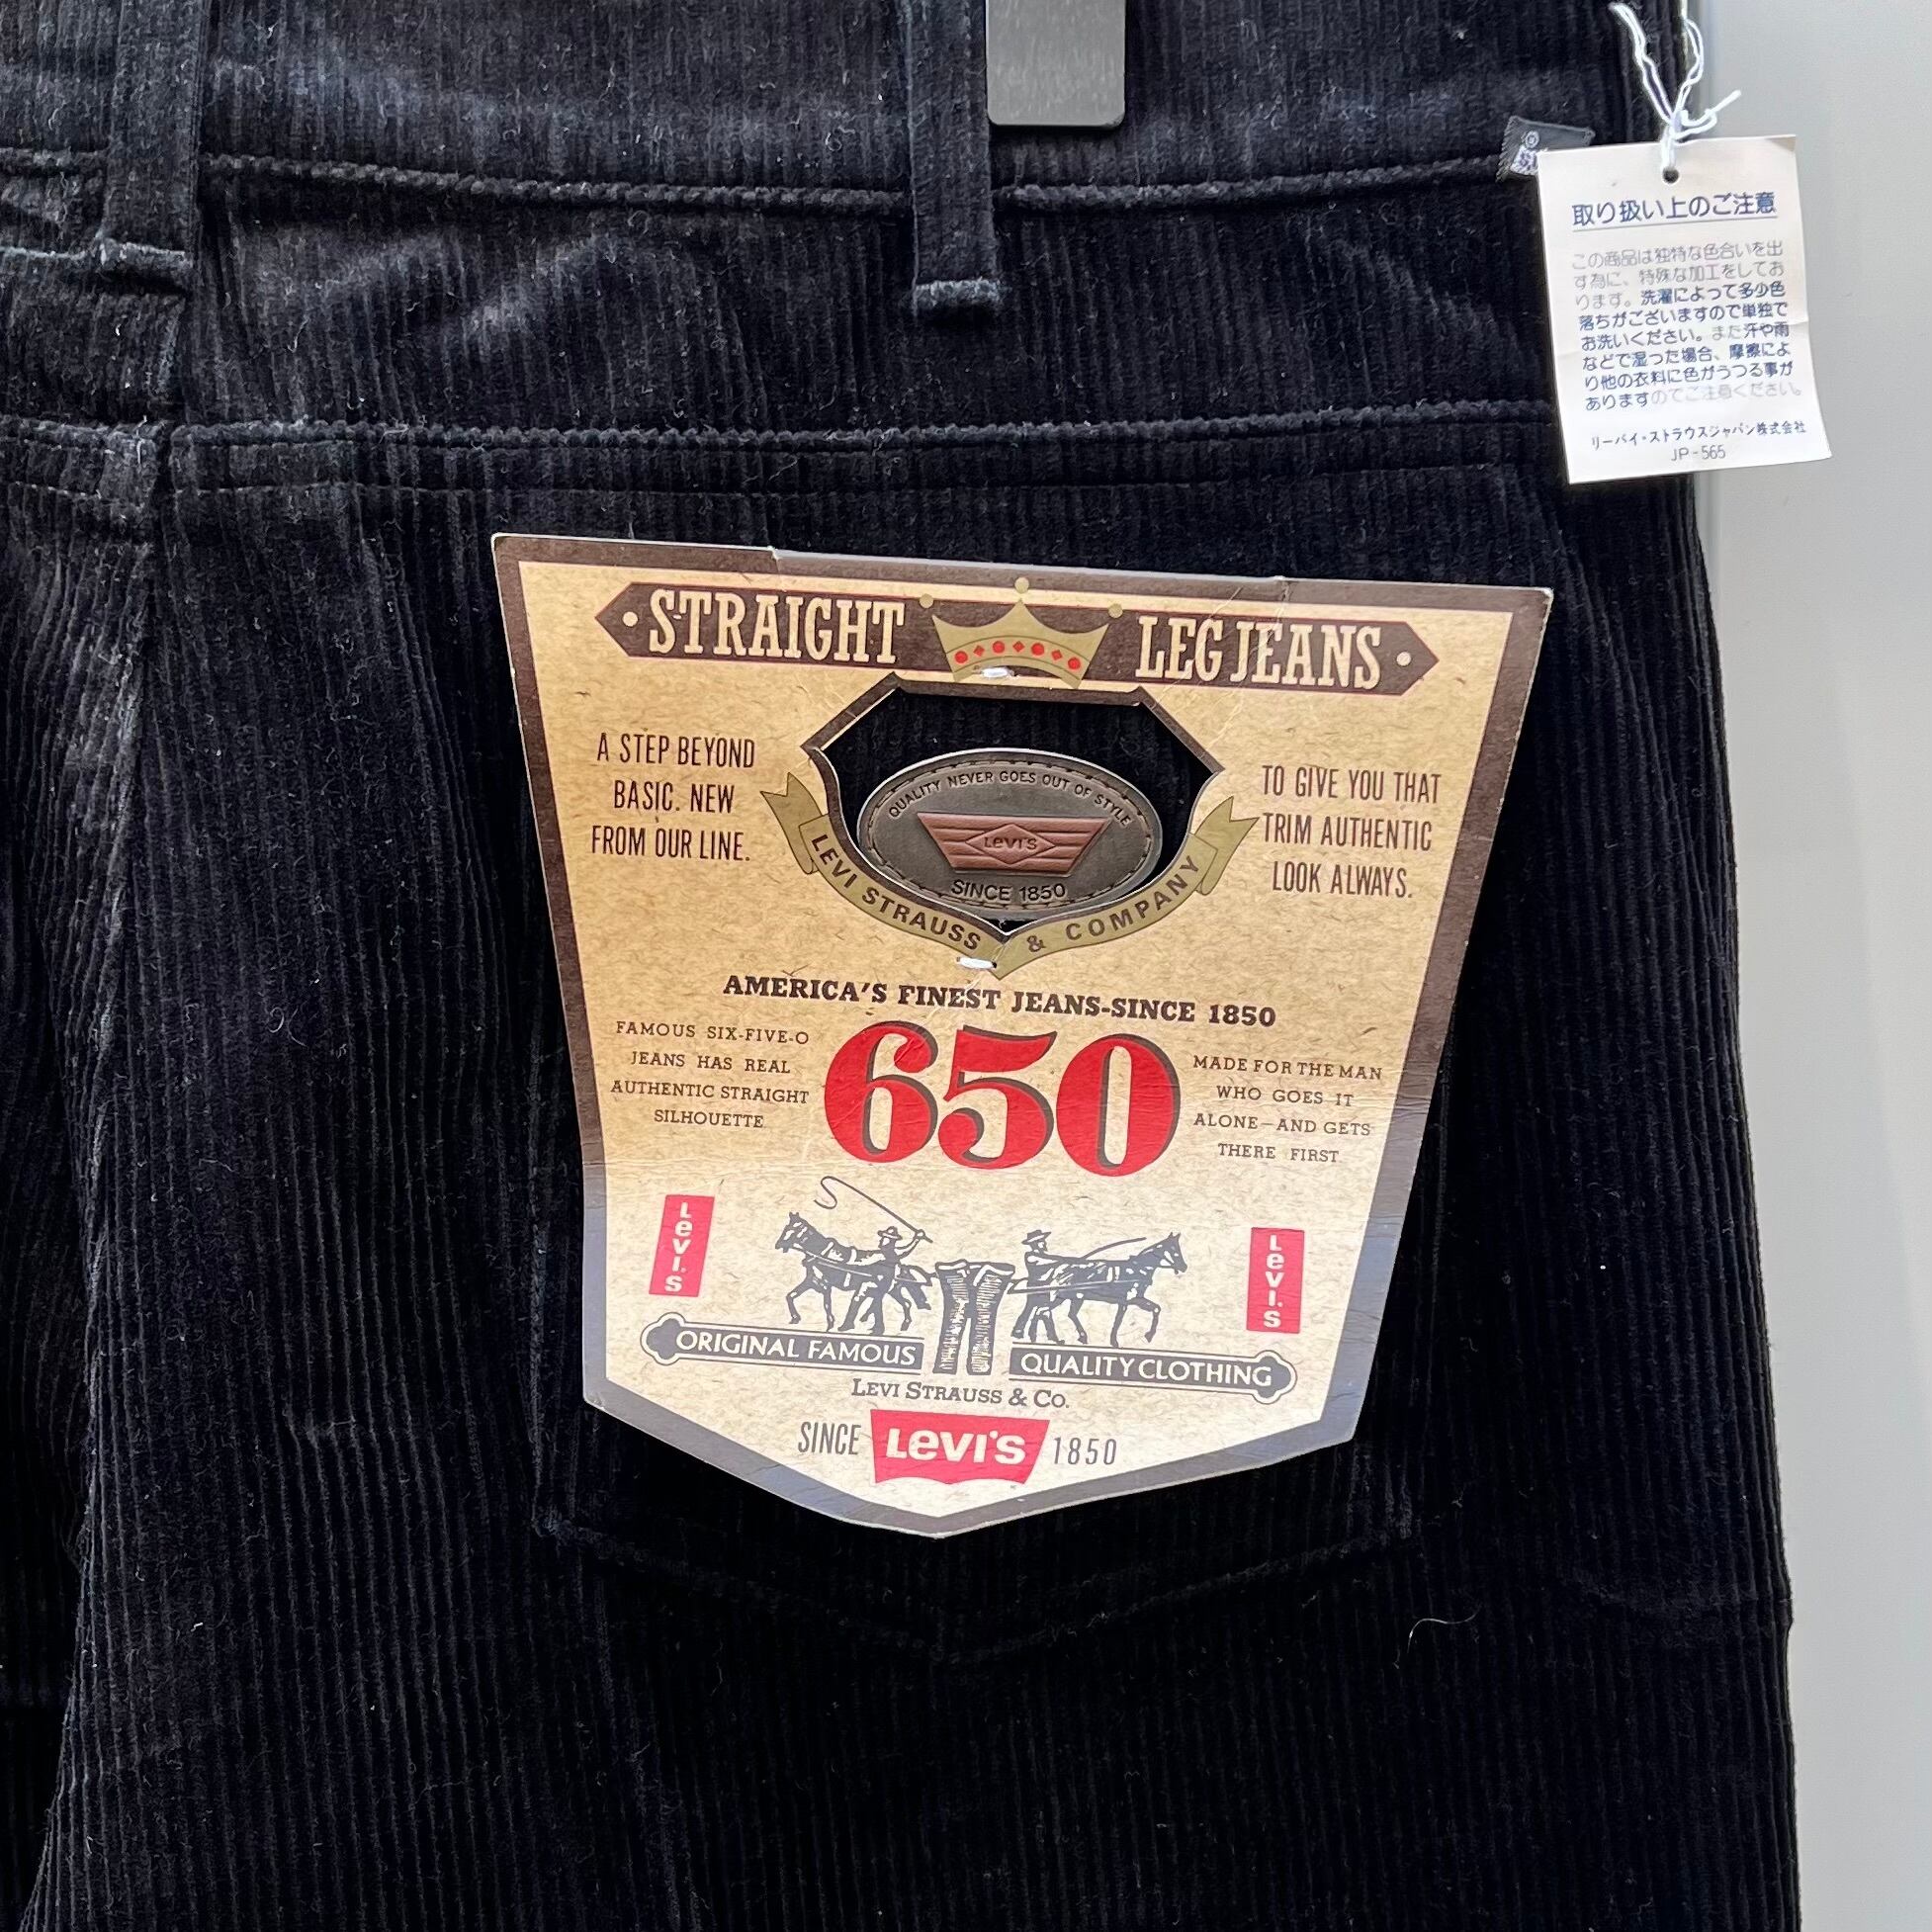 取り扱い上のご注意
この商品は独特な色合いを出
す為に、特殊な加工をしてお
ります。洗濯によって多少色
落ちがございますので単独で
お洗いください。また汗や雨
などで湿った場合、摩擦によ
り他の衣料に色がうつる事が
ありますのでご注意ください。
リーバイ・ストラウスジャパン株式会社
JP-565
STRAIGHT LEG JEANS
A STEP BEYOND
BASIC. NEW
FROM OUR LINE.
TO GIVE YOU THAT
TRIM AUTHENTIC
LOOK ALWAYS.
QUALITY NEVER GOES OUT OF STYLE
LEVI'S
SINCE 1850
LEVI STRAUSS & COMPANY
AMERICA'S FINEST JEANS-SINCE 1850
FAMOUS SIX-FIVE-O
JEANS HAS REAL
AUTHENTIC STRAIGHT
SILHOUETTE
650
MADE FOR THE MAN
WHO GOES IT
ALONE—AND GETS
THERE FIRST
LEVI'S
LEVI'S
ORIGINAL FAMOUS QUALITY CLOTHING
LEVI STRAUSS & CO.
SINCE LEVI'S 1850